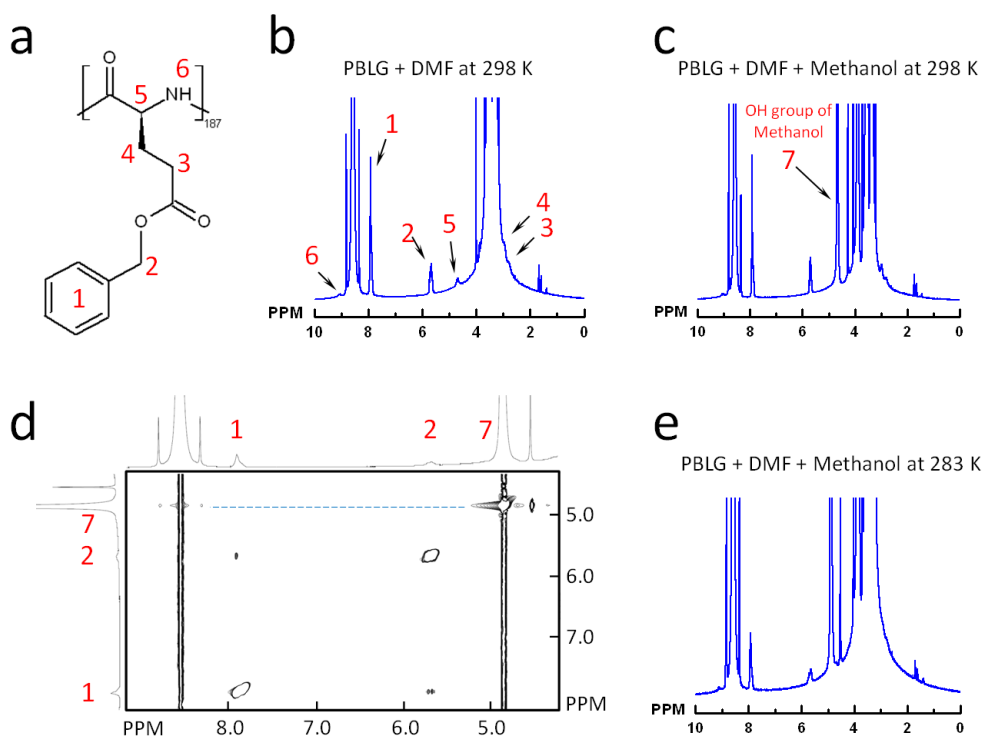 a
O
6
5
NH
187
4
3
O
O
2
1
b
PBLG + DMF at 298 K
1
2
5
4
3
6
PPM
10 8 6 4 2 0
c
PBLG + DMF + Methanol at 298 K
OH group of
Methanol
7
PPM
10 8 6 4 2 0
d
1 2 7
7
2
1
5.0
6.0
7.0
PPM
PPM 8.0 7.0 6.0 5.0
e
PBLG + DMF + Methanol at 283 K
PPM
10 8 6 4 2 0